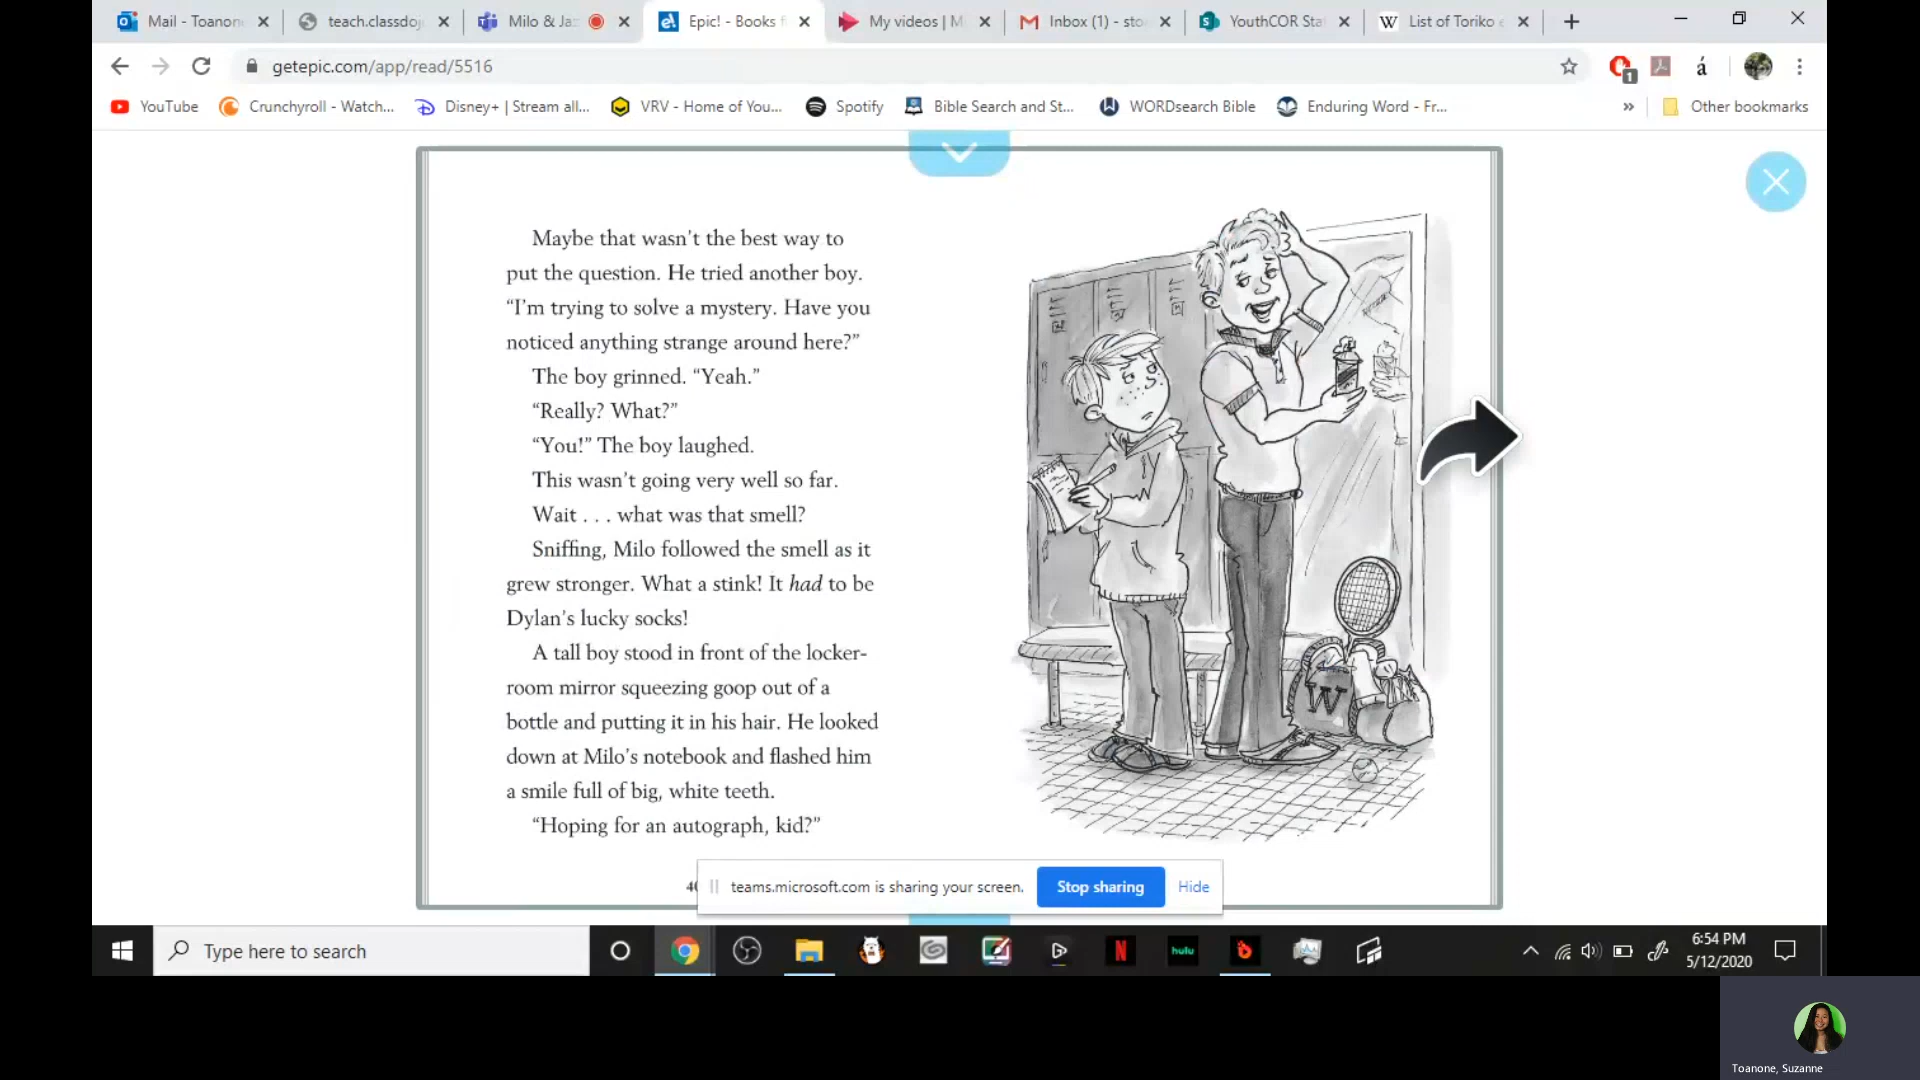 Mail - Toanone
teach.classdojo
Milo & Ja
Epic! - Books f
My videos | M
Inbox (1) - sto
YouthCOR Sta
List of Toriko e
getepic.com/app/read/5516
YouTube
Crunchyroll - Watch...
Disney+ | Stream all...
VRV - Home of You...
Spotify
Bible Search and St...
WORDsearch Bible
Enduring Word - Fr...
»
Other bookmarks
Maybe that wasn't the best way to
put the question. He tried another boy.
“I'm trying to solve a mystery. Have you
noticed anything strange around here?”
The boy grinned. “Yeah.”
“Really? What?”
“You!” The boy laughed.
This wasn't going very well so far.
Wait . . . what was that smell?
Sniffing, Milo followed the smell as it
grew stronger. What a stink! It had to be
Dylan's lucky socks!
A tall boy stood in front of the locker-
room mirror squeezing goop out of a
bottle and putting it in his hair. He looked
down at Milo's notebook and flashed him
a smile full of big, white teeth.
“Hoping for an autograph, kid?”
W
teams.microsoft.com is sharing your screen.
Stop sharing
Hide
Type here to search
hulu
6:54 PM
5/12/2020
Toanone, Suzanne